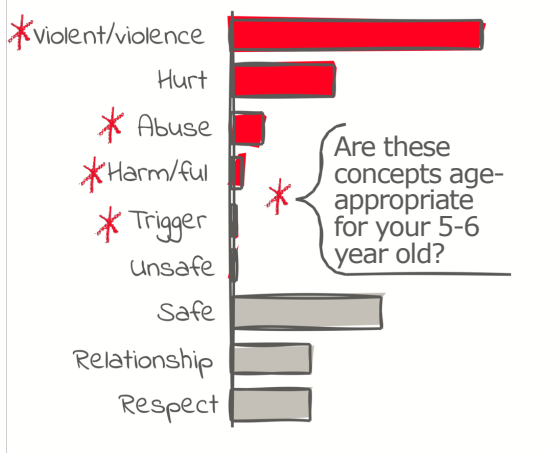 *Violent/violence
Hurt
* Abuse
*Harm/ful
* Trigger
unsafe
Safe
Relationship
Respect
* Are these
concepts age-
appropriate
for your 5-6
year old?